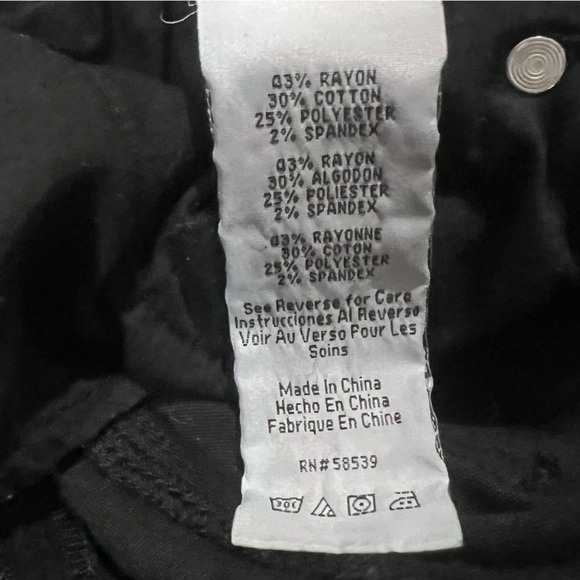 43% RAYON
30% COTTON
25% POLYESTER
2% SPANDEX
43% RAYON
30% ALGODON
25% POLIESTER
2% SPANDEX
43% RAYONNE
30% COTON
25% POLYESTER
2% SPANDEX
See Reverse for Care
Instrucciones Al Reverso
Voir Au Verso Pour Les
Soins
Made In China
Hecho En China
Fabrique En Chine
RN# 58539
30C